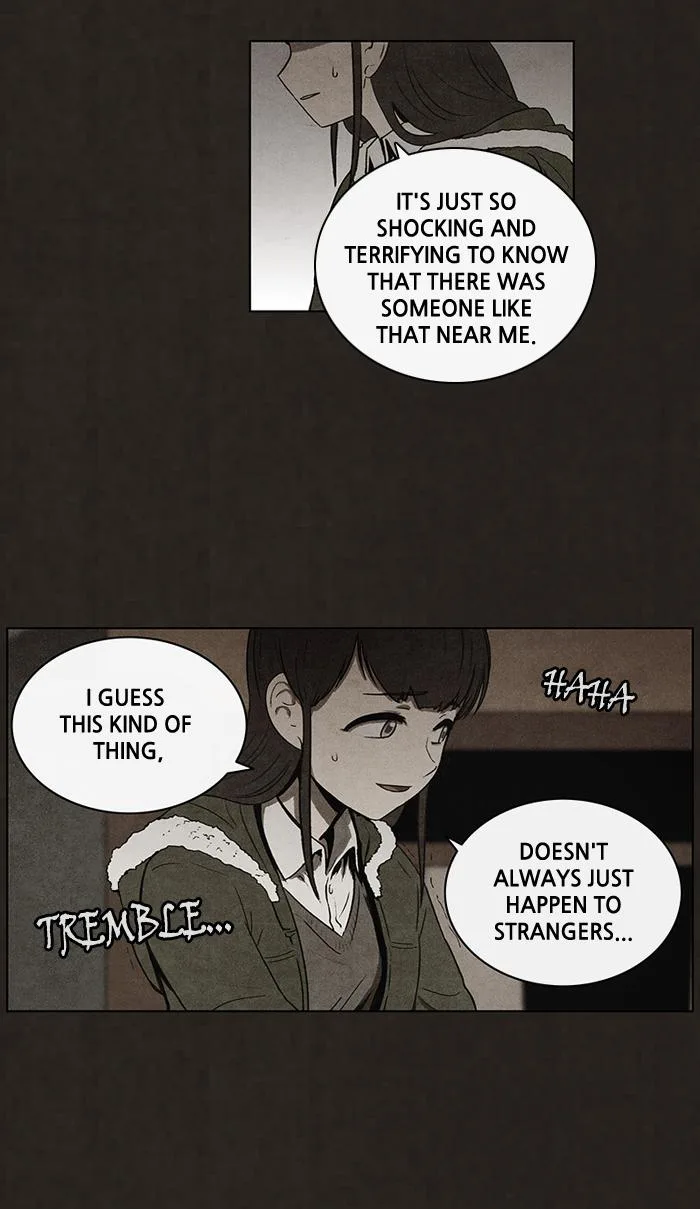 IT'S JUST SO
SHOCKING AND
TERRIFYING TO KNOW
THAT THERE WAS
SOMEONE LIKE
THAT NEAR ME.
I GUESS
THIS KIND OF
THING,
HAHA
DOESN'T
ALWAYS JUST
HAPPEN TO
STRANGERS...
TREMBLE...